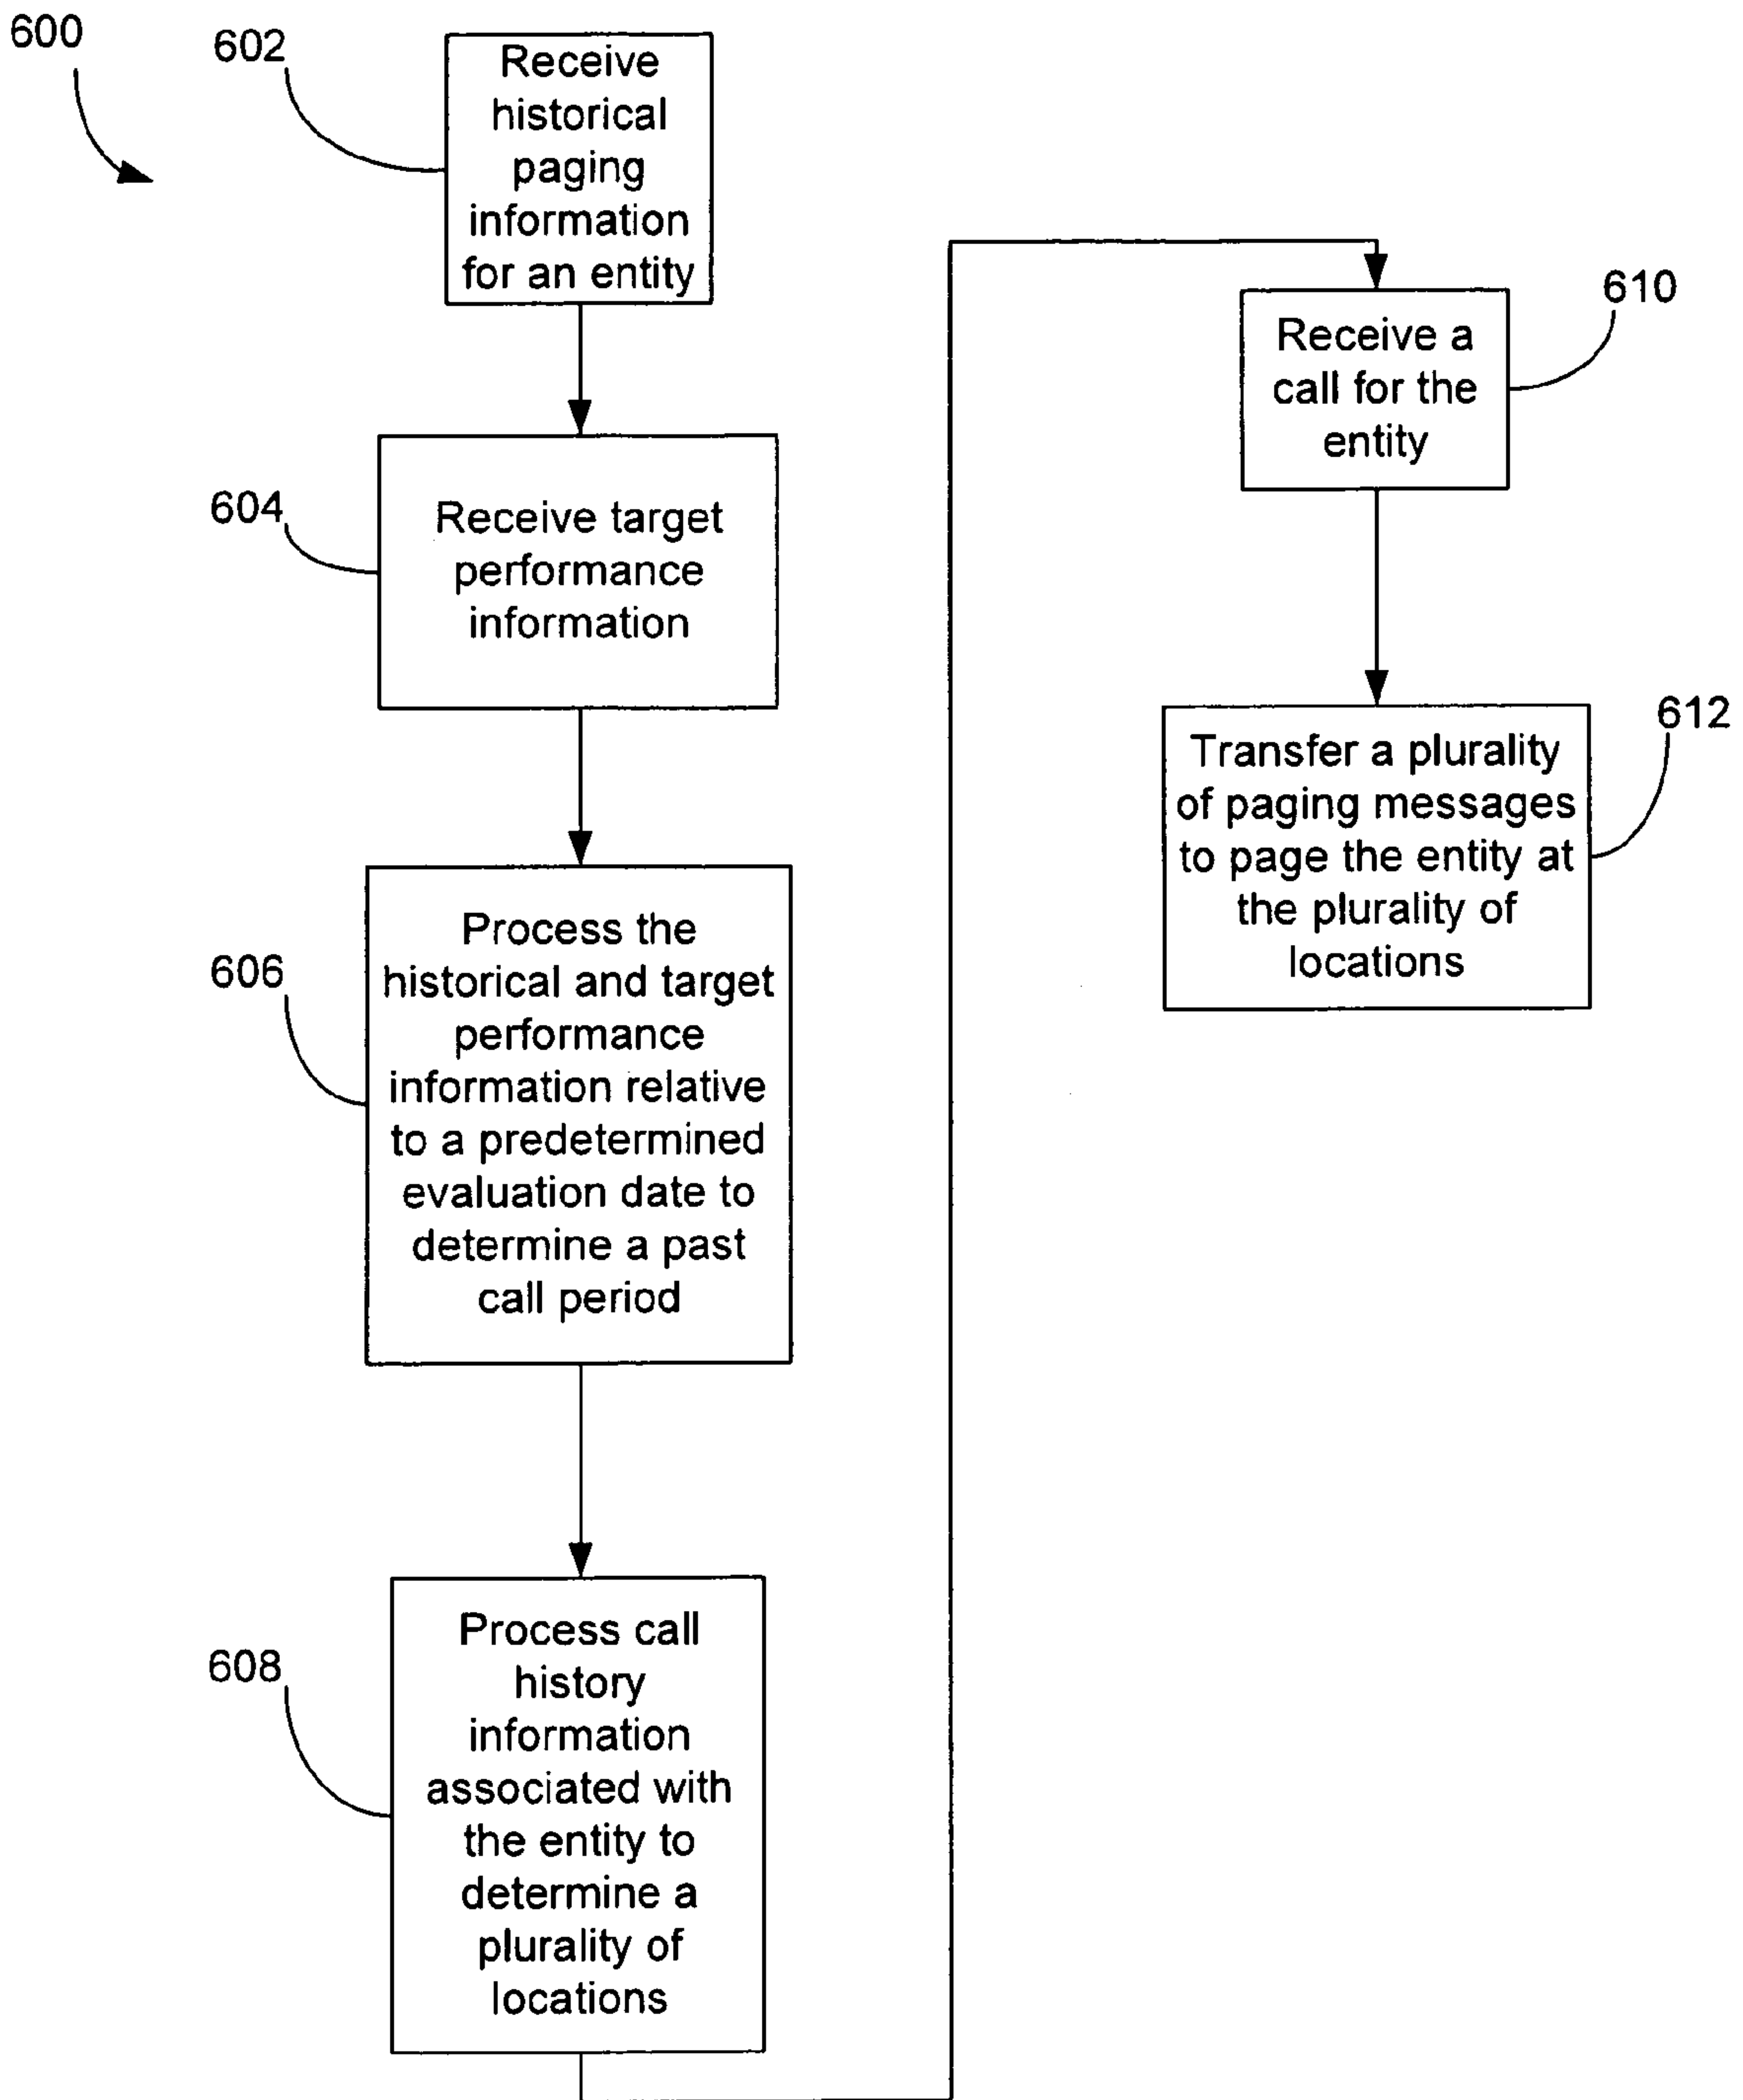 600
602
Receive
historical
paging
information
for an entity
604
Receive target
performance
information
606
Process the
historical and target
performance
information relative
to a predetermined
evaluation date to
determine a past
call period
608
Process call
history
information
associated with
the entity to
determine a
plurality of
locations
610
Receive a
call for the
entity
612
Transfer a plurality
of paging messages
to page the entity at
the plurality of
locations